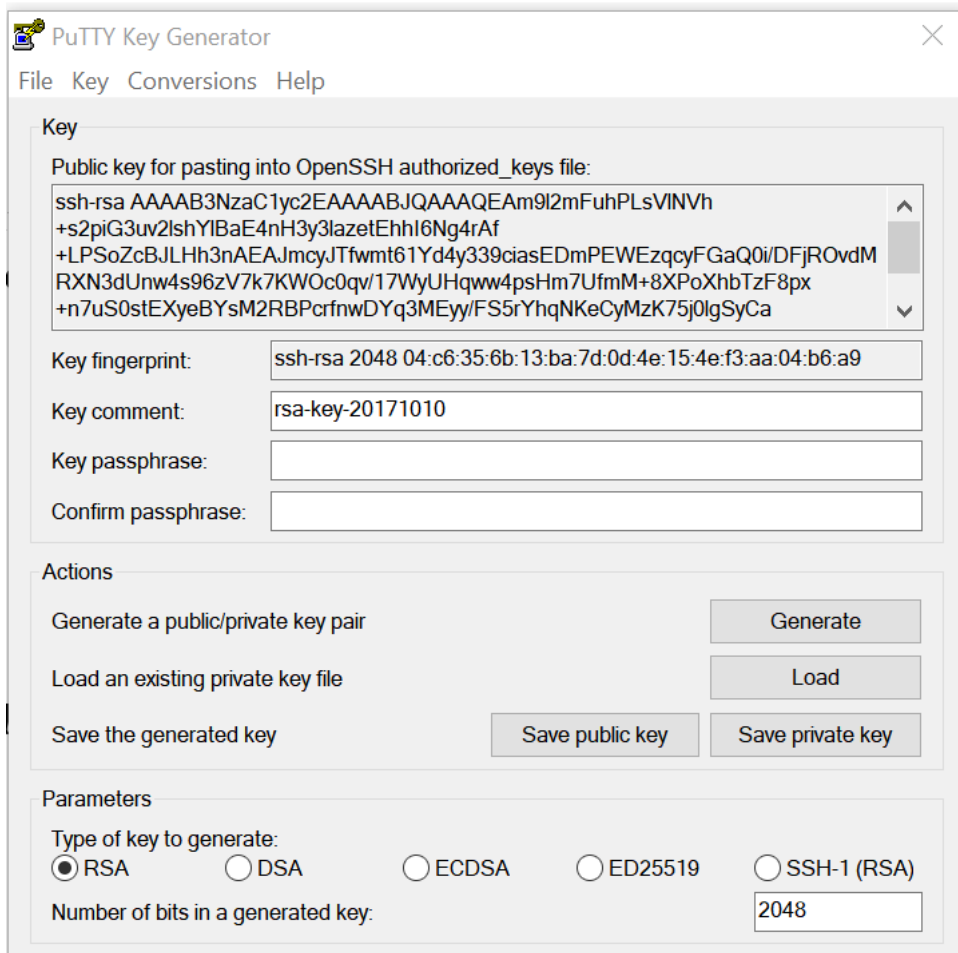 PuTTY Key Generator
File Key Conversions Help
Key
Public key for pasting into OpenSSH authorized_keys file:
ssh-rsa AAAAB3NzaC1yc2EAAAABJQAAAQEAm9l2mFuhPLsVlNVh
+s2piG3uv2lshYlBaE4nH3y3lazetEhhI6Ng4rAf
+LPSoZcBJLHh3nAEAJmcyJTfwmt61Yd4y339ciasEDmPEWEzqcyFGaQ0i/DFjROvdM
RXN3dUnw4s96zV7k7KWOc0qv/17WyUHqww4psHm7UfmM+8XPoXhbTzF8px
+n7uS0stEXyeBYsM2RBPcrfnwDYq3MEyy/FS5rYhqNKeCyMzK75j0lgSyCa
Key fingerprint: ssh-rsa 2048 04:c6:35:6b:13:ba:7d:0d:4e:15:4e:f3:aa:04:b6:a9
Key comment: rsa-key-20171010
Key passphrase:
Confirm passphrase:
Actions
Generate a public/private key pair Generate
Load an existing private key file Load
Save the generated key Save public key Save private key
Parameters
Type of key to generate:
RSA DSA ECDSA ED25519 SSH-1 (RSA)
Number of bits in a generated key: 2048